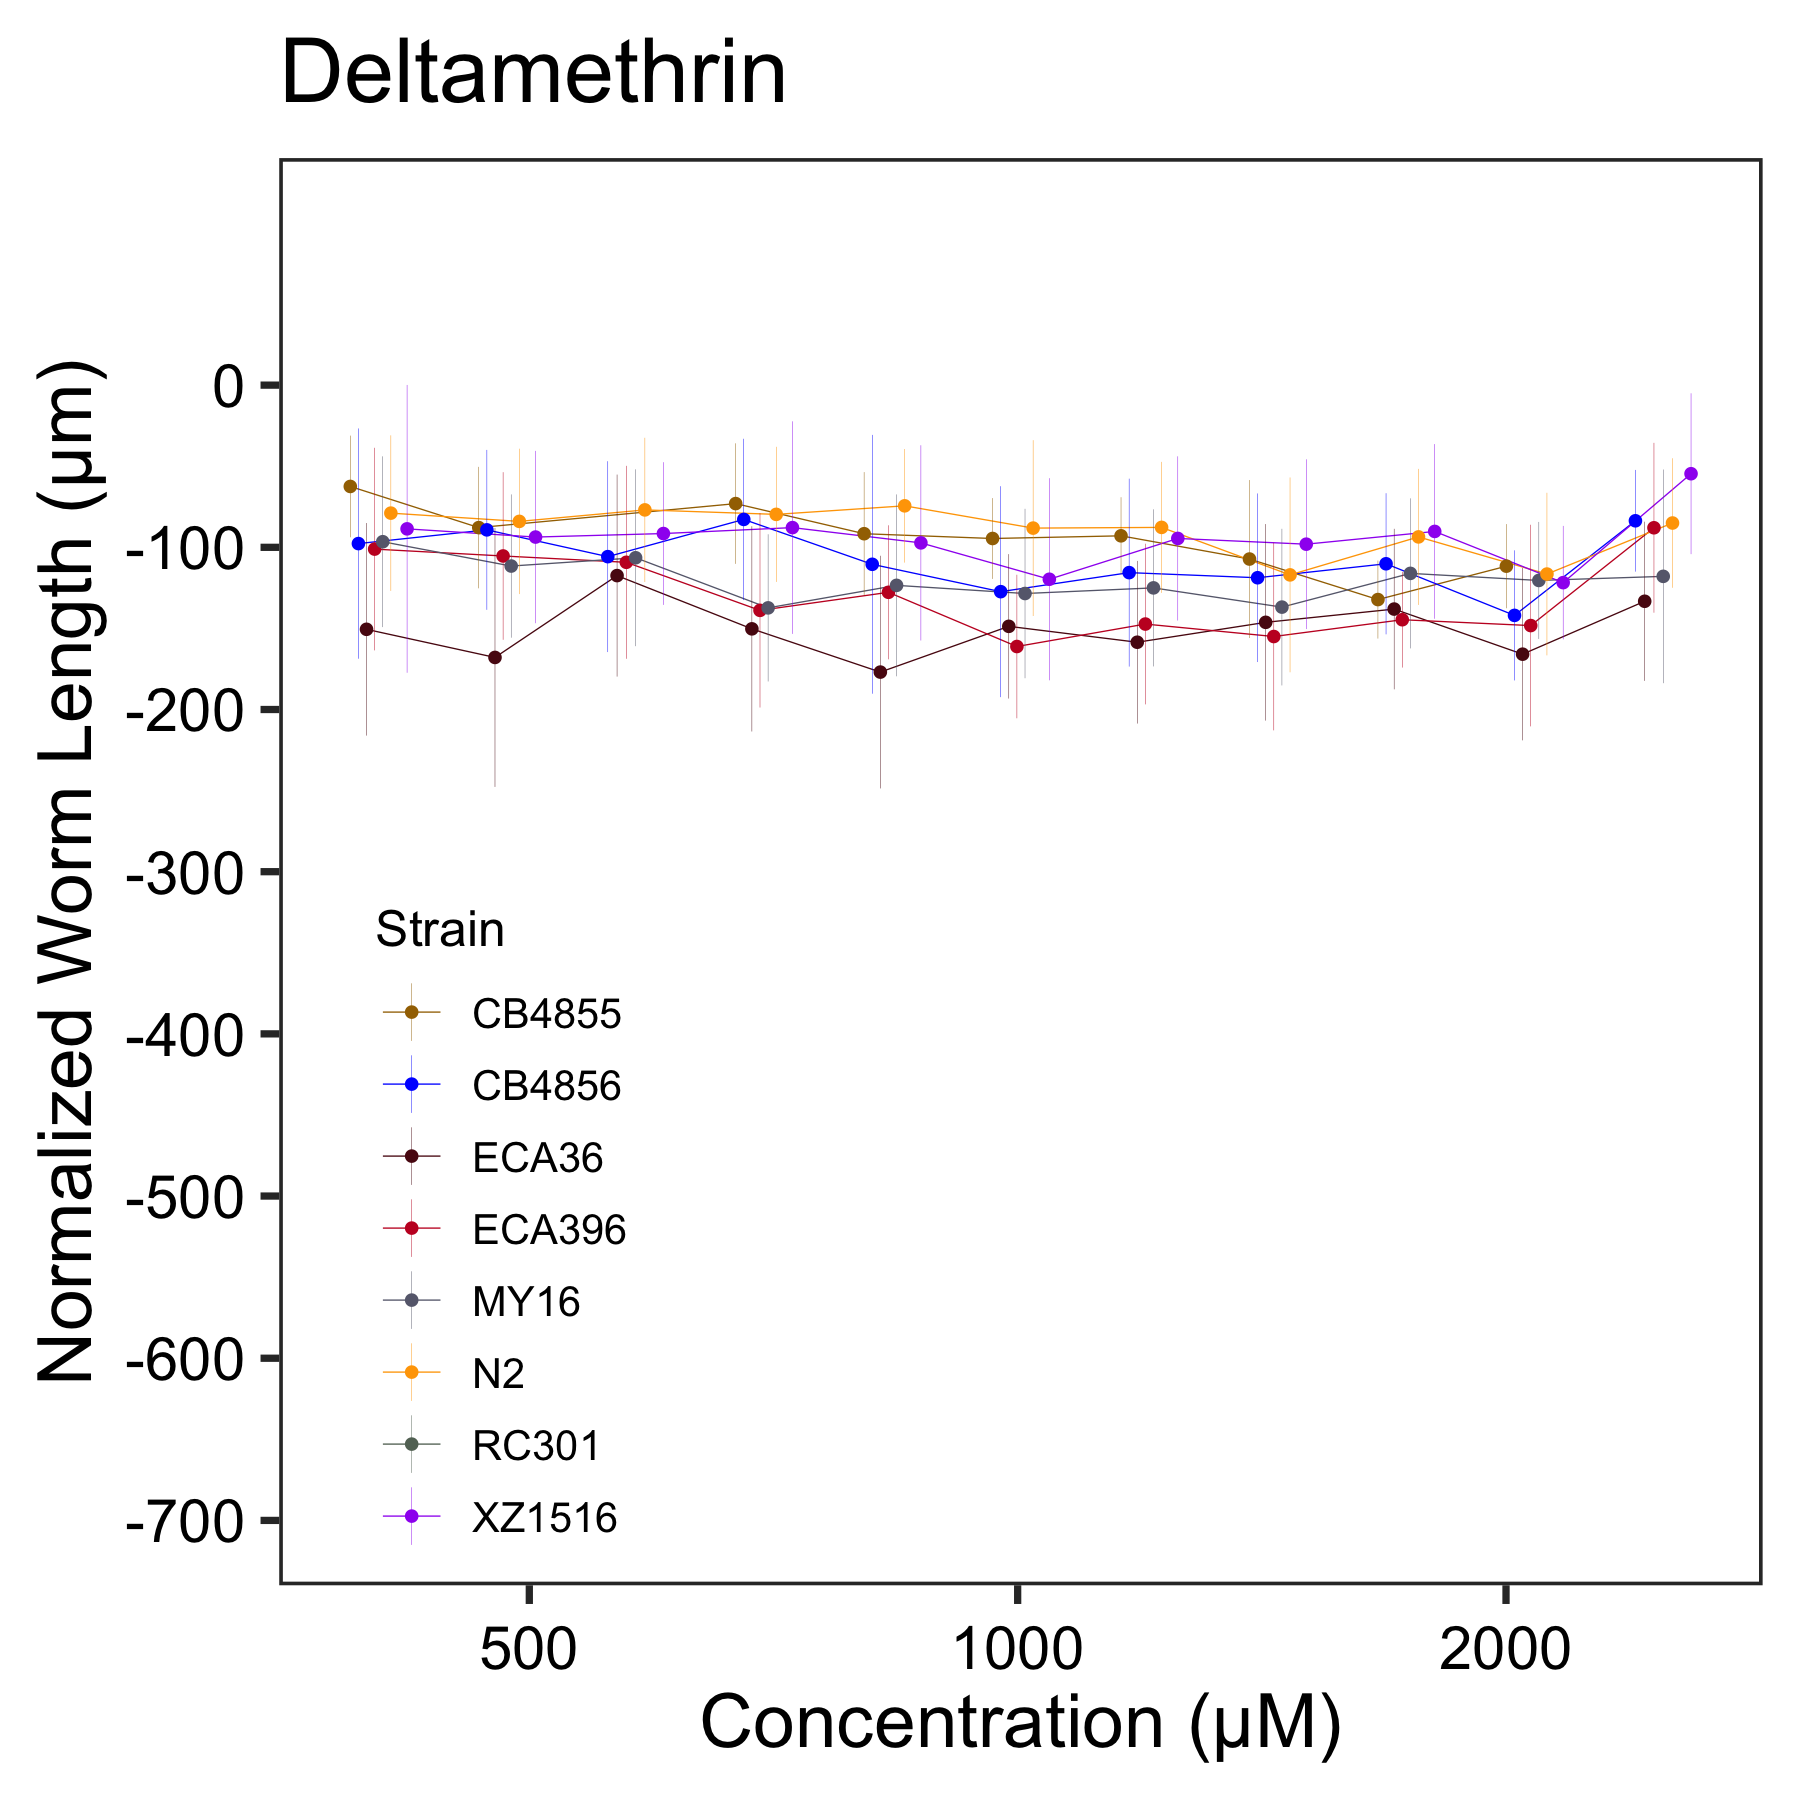 Deltamethrin
Normalized Worm Length (µm)
0
-100
-200
-300
-400
-500
-600
-700
Strain
CB4855
CB4856
ECA36
ECA396
MY16
N2
RC301
XZ1516
500 1000 2000
Concentration (µM)